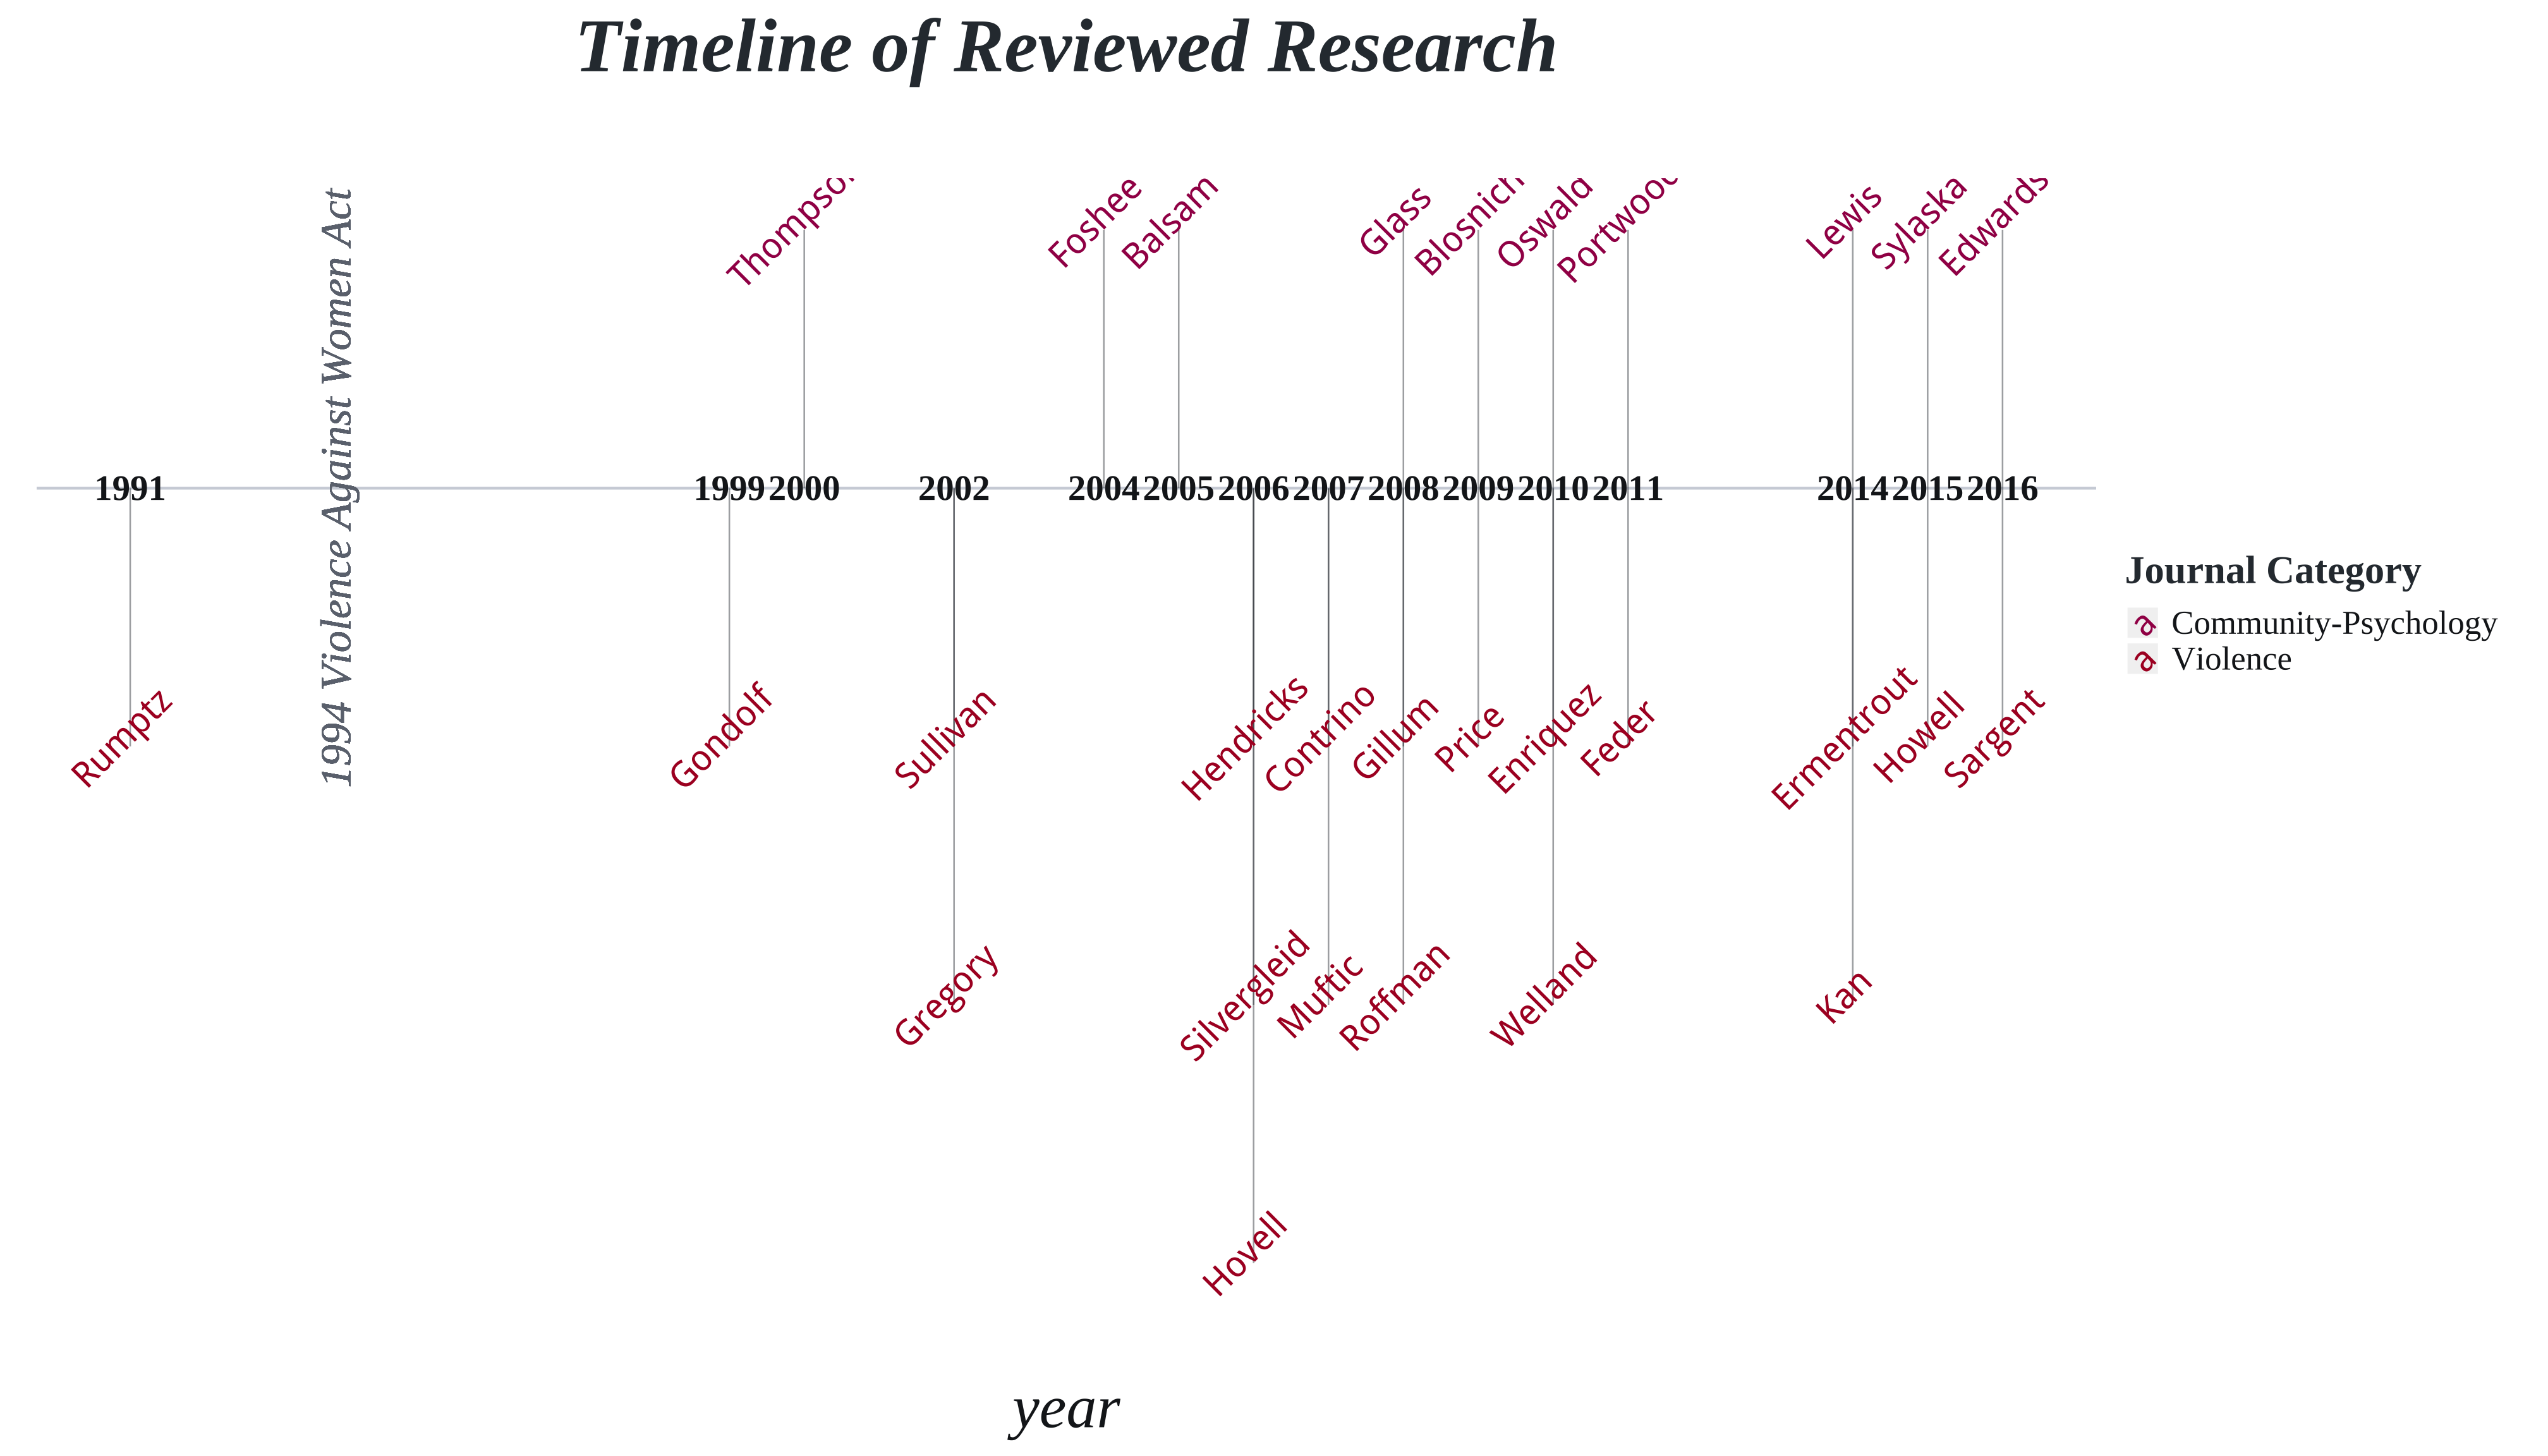 Timeline of Reviewed Research
1994 Violence Against Women Act
Foshee
Balsam
Glass
Blosnich
Oswald
Lewis
Sylaska
Edwards
1991
1999
2000
2002
2004
2005
2006
2007
2008
2009
2010
2011
2014
2015
2016
Journal Category
a Community-Psychology
a Violence
Rumptz
Gondolf
Sullivan
Hendricks
Contrino
Gillum
Price
Enriquez
Feder
Ermentrout
Howell
Sargent
Gregory
Silvergleid
Muftic
Roffman
Welland
Kan
Hovell
year